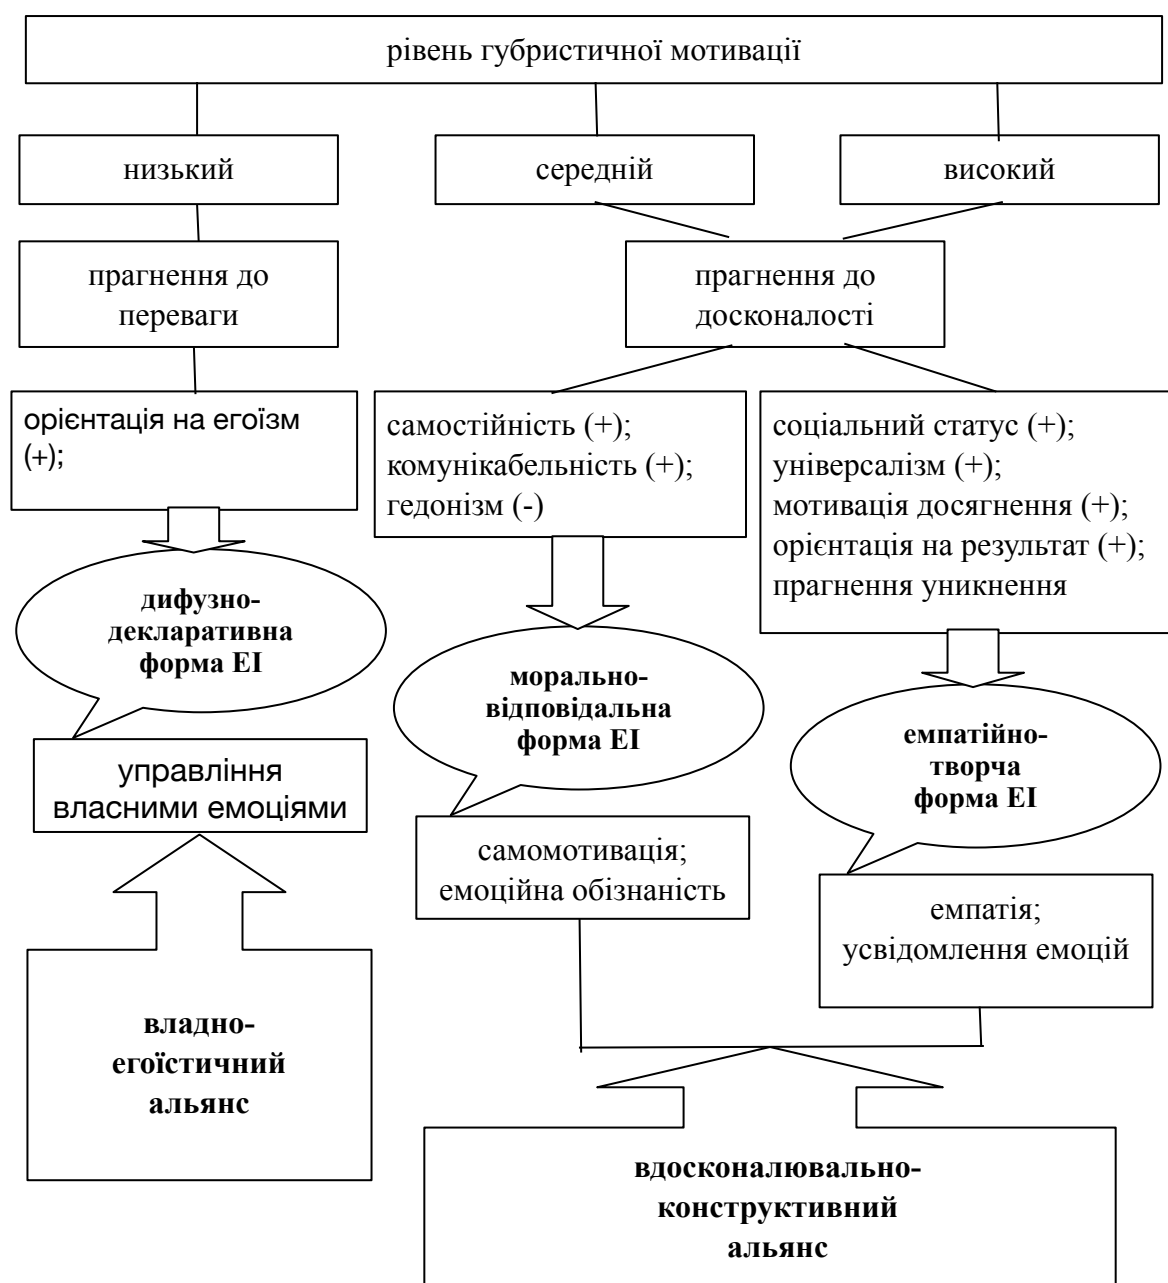 рівень губристичної мотивації
низький
середній
високий
прагнення до
переваги
прагнення до
досконалості
орієнтація на егоїзм
(+);
самостійність (+);
комунікабельність (+);
гедонізм (-)
соціальний статус (+);
універсалізм (+);
мотивація досягнення (+);
орієнтація на результат (+);
прагнення уникнення
дифузно-
декларативна
форма ЕІ
морально-
відповідальна
форма ЕІ
емпатійно-
творча
форма ЕІ
управління
власними емоціями
самомотивація;
емоційна обізнаність
емпатія;
усвідомлення емоцій
владно-
егоїстичний
альянс
вдосконалювально-
конструктивний
альянс